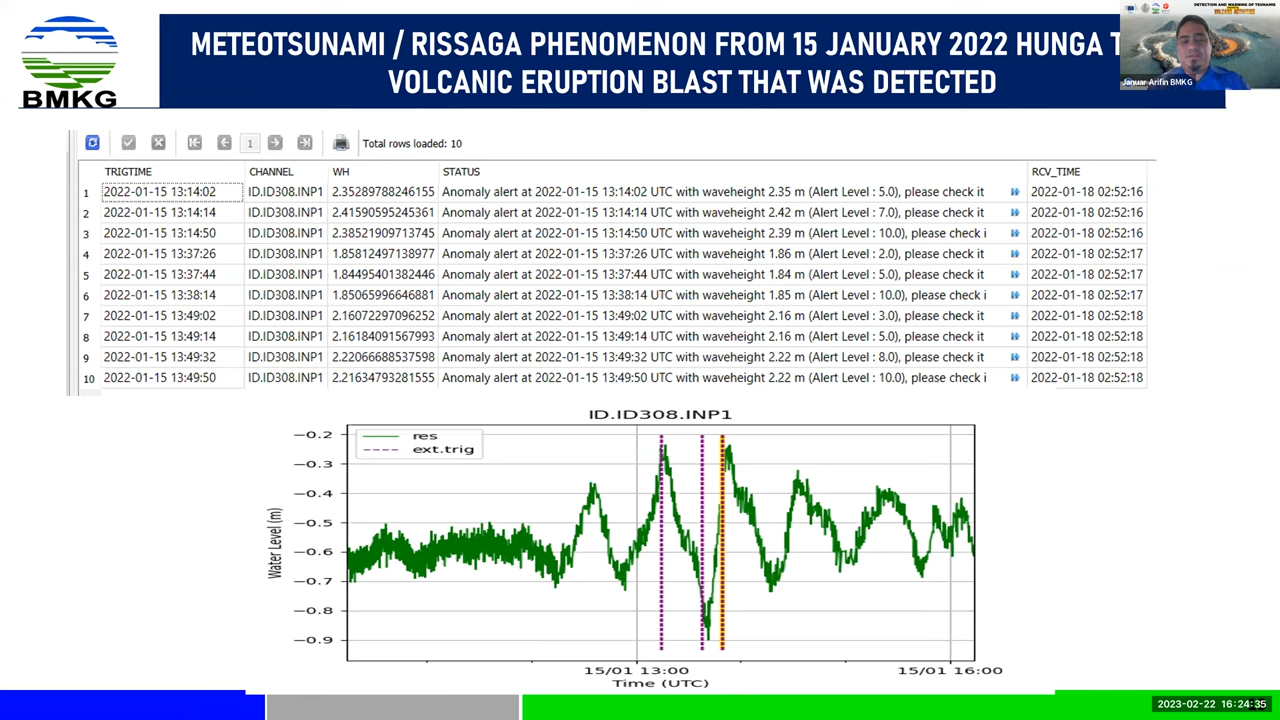 METEOTSUNAMI / RISSAGA PHENOMENON FROM 15 JANUARY 2022 HUNGA T
VOLCANIC ERUPTION BLAST THAT WAS DETECTED
BMKG
DETECTION AND WARNING OF TSUNAMIS
VOLCANIC ACTIVITIES
Januar Arifin BMKG
1 Total rows loaded: 10
TRIGTIME CHANNEL WH STATUS RCV_TIME
1 2022-01-15 13:14:02 ID.ID308.INP1 2.35289788246155 Anomaly alert at 2022-01-15 13:14:02 UTC with waveheight 2.35 m (Alert Level : 5.0), please check it 2022-01-18 02:52:16
2 2022-01-15 13:14:14 ID.ID308.INP1 2.41590595245361 Anomaly alert at 2022-01-15 13:14:14 UTC with waveheight 2.42 m (Alert Level : 7.0), please check it 2022-01-18 02:52:16
3 2022-01-15 13:14:50 ID.ID308.INP1 2.38521909713745 Anomaly alert at 2022-01-15 13:14:50 UTC with waveheight 2.39 m (Alert Level : 10.0), please check i 2022-01-18 02:52:16
4 2022-01-15 13:37:26 ID.ID308.INP1 1.85812497138977 Anomaly alert at 2022-01-15 13:37:26 UTC with waveheight 1.86 m (Alert Level : 2.0), please check it 2022-01-18 02:52:17
5 2022-01-15 13:37:44 ID.ID308.INP1 1.84495401382446 Anomaly alert at 2022-01-15 13:37:44 UTC with waveheight 1.84 m (Alert Level : 5.0), please check it 2022-01-18 02:52:17
6 2022-01-15 13:38:14 ID.ID308.INP1 1.85065996646881 Anomaly alert at 2022-01-15 13:38:14 UTC with waveheight 1.85 m (Alert Level : 10.0), please check i 2022-01-18 02:52:17
7 2022-01-15 13:49:02 ID.ID308.INP1 2.16072297096252 Anomaly alert at 2022-01-15 13:49:02 UTC with waveheight 2.16 m (Alert Level : 3.0), please check it 2022-01-18 02:52:18
8 2022-01-15 13:49:14 ID.ID308.INP1 2.16184091567993 Anomaly alert at 2022-01-15 13:49:14 UTC with waveheight 2.16 m (Alert Level : 5.0), please check it 2022-01-18 02:52:18
9 2022-01-15 13:49:32 ID.ID308.INP1 2.22066688537598 Anomaly alert at 2022-01-15 13:49:32 UTC with waveheight 2.22 m (Alert Level : 8.0), please check it 2022-01-18 02:52:18
10 2022-01-15 13:49:50 ID.ID308.INP1 2.21634793281555 Anomaly alert at 2022-01-15 13:49:50 UTC with waveheight 2.22 m (Alert Level : 10.0), please check i 2022-01-18 02:52:18
ID.ID308.INP1
res
ext.trig
−0.2
−0.3
−0.4
−0.5
−0.6
−0.7
−0.8
−0.9
Water Level (m)
15/01 13:00 15/01 16:00
Time (UTC)
2023-02-22 16:24:35